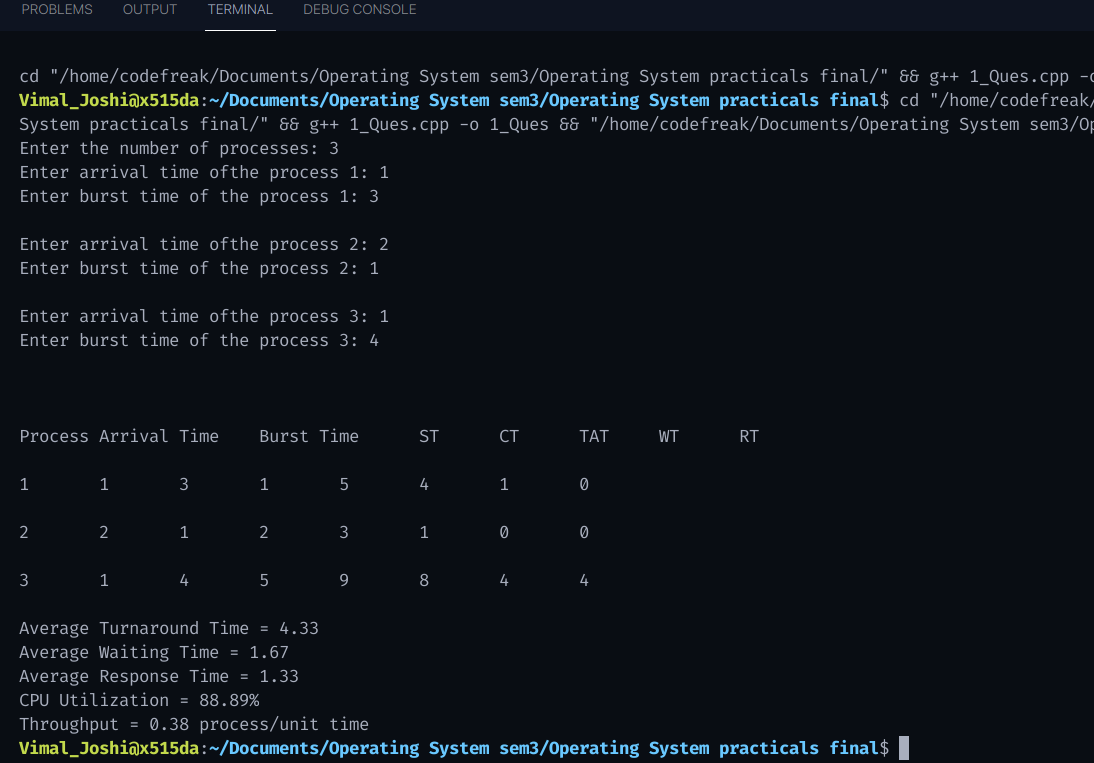 PROBLEMS OUTPUT TERMINAL DEBUG CONSOLE
cd "/home/codefreak/Documents/Operating System sem3/Operating System practicals final/" && g++ 1_Ques.cpp -o
Vimal_Joshi@x515da:~/Documents/Operating System sem3/Operating System practicals final$ cd "/home/codefreak/
System practicals final/" && g++ 1_Ques.cpp -o 1_Ques && "/home/codefreak/Documents/Operating System sem3/Op
Enter the number of processes: 3
Enter arrival time ofthe process 1: 1
Enter burst time of the process 1: 3
Enter arrival time ofthe process 2: 2
Enter burst time of the process 2: 1
Enter arrival time ofthe process 3: 1
Enter burst time of the process 3: 4
Process Arrival Time Burst Time ST CT TAT WT RT
1 1 3 1 5 4 1 0
2 2 1 2 3 1 0 0
3 1 4 5 9 8 4 4
Average Turnaround Time = 4.33
Average Waiting Time = 1.67
Average Response Time = 1.33
CPU Utilization = 88.89%
Throughput = 0.38 process/unit time
Vimal_Joshi@x515da:~/Documents/Operating System sem3/Operating System practicals final$